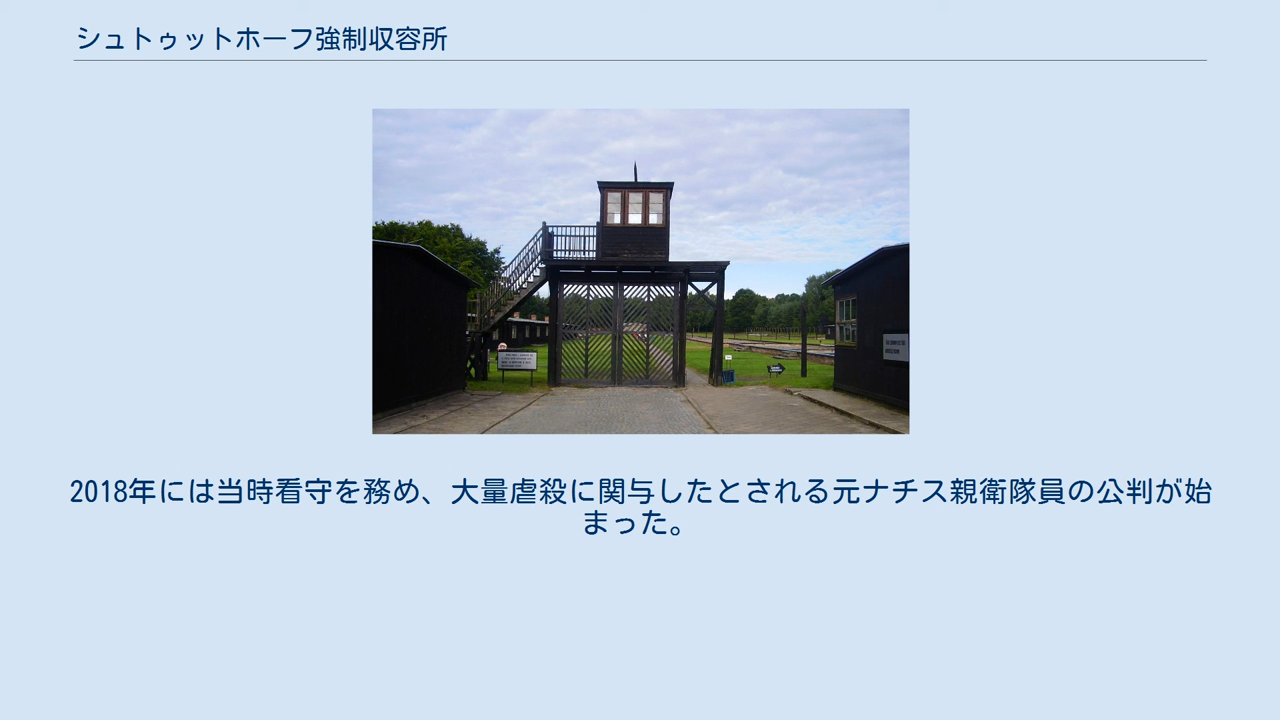 シュトゥットホーフ強制収容所
2018年には当時看守を務め、大量虐殺に関与したとされる元ナチス親衛隊員の公判が始
まった。